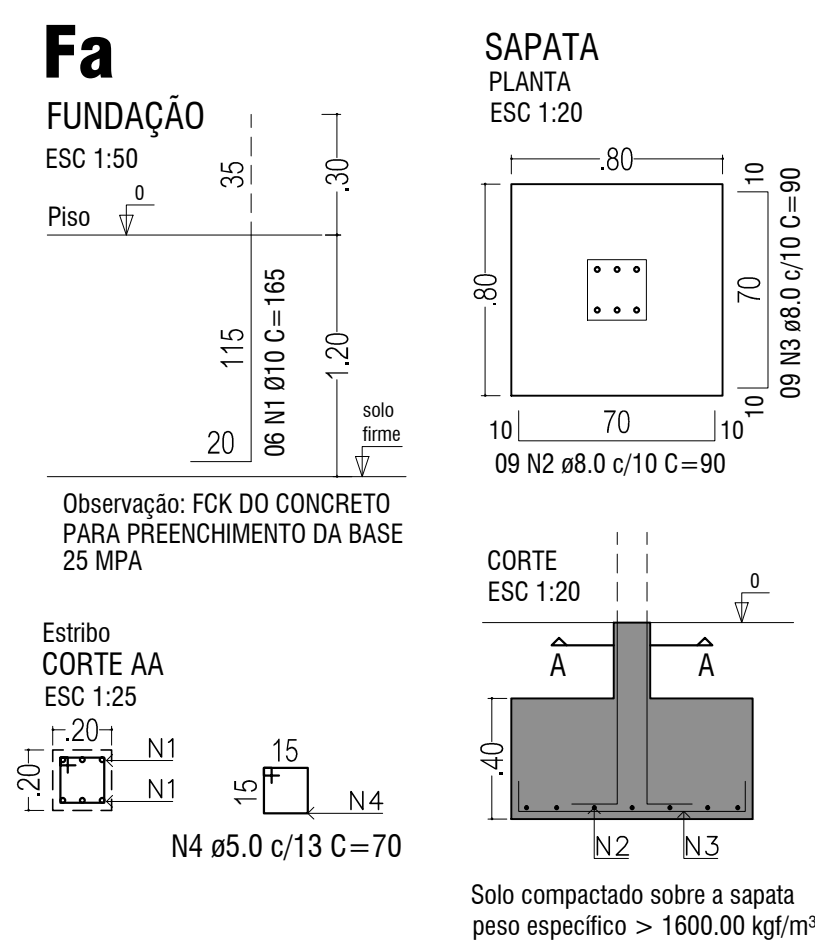 Fa
FUNDAÇÃO
ESC 1:50
Piso
0
35
.30
115
06 N1 Ø10 C=165
1.20
20
solo
firme
Observação: FCK DO CONCRETO
PARA PREENCHIMENTO DA BASE
25 MPA
SAPATA
PLANTA
ESC 1:20
.80
.80
10
70
10
09 N3 ø8.0 c/10 C=90
10
70
10
09 N2 ø8.0 c/10 C=90
Estribo
CORTE AA
ESC 1:25
.20
.20
N1
N1
15
15
N4
N4 ø5.0 c/13 C=70
CORTE
ESC 1:20
0
A
A
.40
N2
N3
Solo compactado sobre a sapata
peso específico > 1600.00 kgf/m³